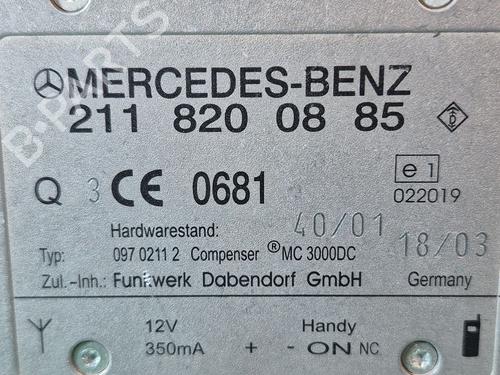 MERCEDES-BENZ
211 820 08 85
Q 3 CE 0681 e1
022019
Hardwarestand: 40/01
Typ: 097 0211 2 Compenser ® MC 3000DC 18/03
Zul.-Inh.: Funkwerk Dabendorf GmbH Germany
12V Handy
350mA + - ON NC
B-PARTS